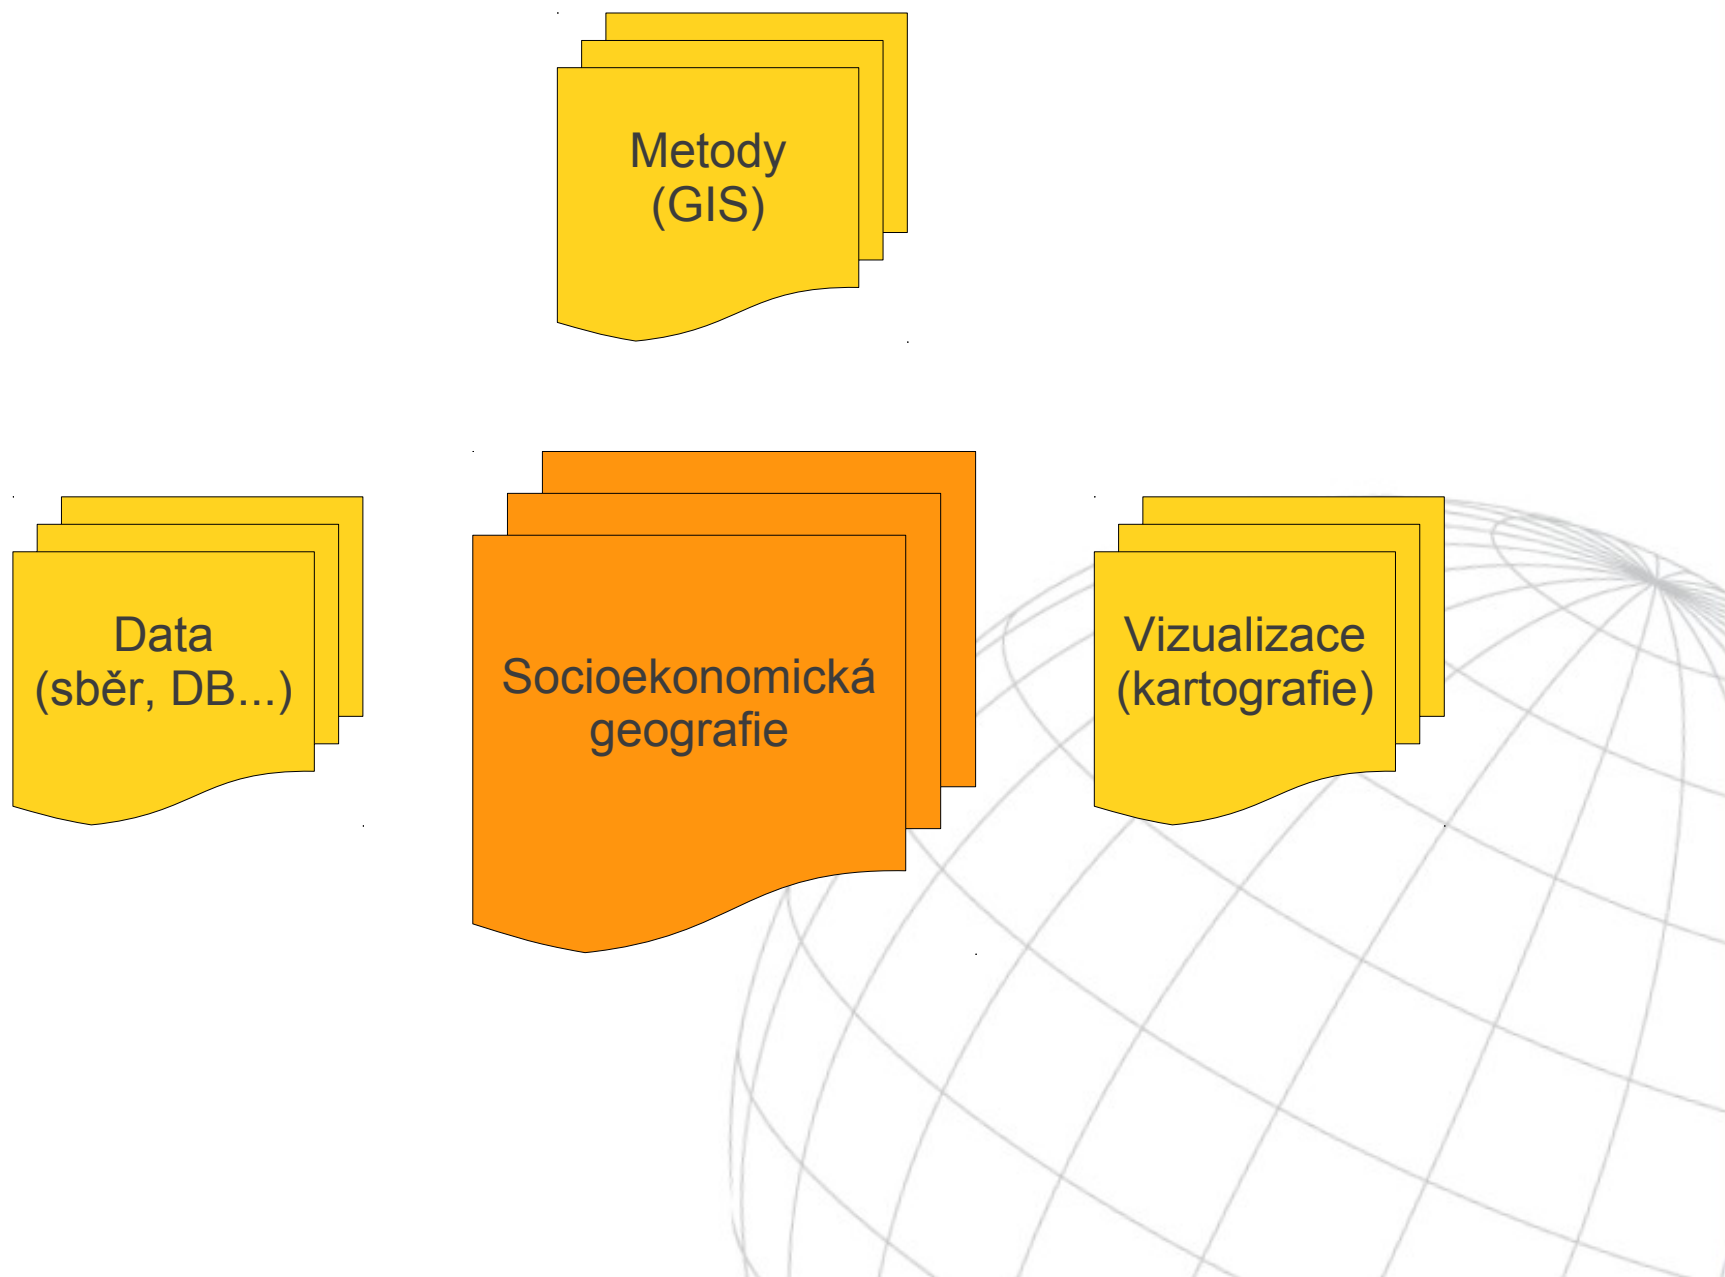 Metody
(GIS)
Data
(sběr, DB...)
Socioekonomická
geografie
Vizualizace
(kartografie)